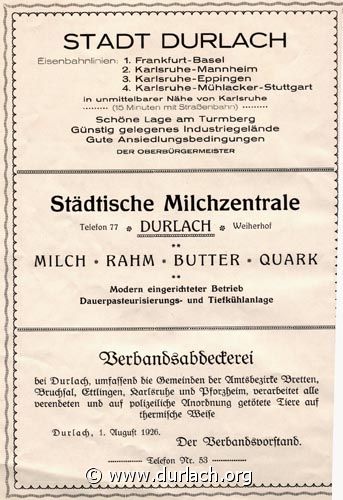 STADT DURLACH
Eisenbahnlinien: 1. Frankfurt-Basel
2. Karlsruhe-Mannheim
3. Karlsruhe-Eppingen
4. Karlsruhe-Mühlacker-Stuttgart
in unmittelbarer Nähe von Karlsruhe
(15 Minuten mit Straßenbahn)
Schöne Lage am Turmberg
Günstig gelegenes Industriegelände
Gute Ansiedlungsbedingungen
DER OBERBÜRGERMEISTER
Städtische Milchzentrale
Telefon 77 * DURLACH * Weiherhof
**
MILCH * RAHM * BUTTER * QUARK
**
Modern eingerichteter Betrieb
Dauerpasteurisierungs- und Tiefkühlanlage
Verbandsabdeckerei
bei Durlach, umfassend die Gemeinden der Amtsbezirke Bretten,
Bruchsal, Ettlingen, Karlsruhe und Pforzheim, verarbeitet alle
verendeten und auf polizeiliche Anordnung getötete Tiere auf
thermische Weise
Durlach, 1. August 1926.
Der Verbandsvorstand.
Telefon Nr. 53
© www.durlach.org